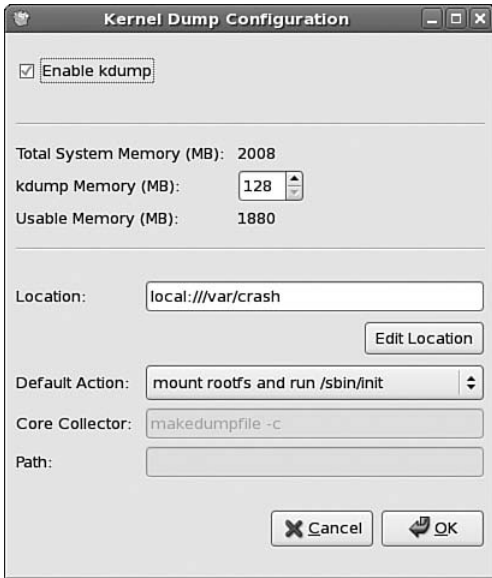 Kernel Dump Configuration
Enable kdump
Total System Memory (MB): 2008
kdump Memory (MB): 128
Usable Memory (MB): 1880
Location: local:///var/crash
Edit Location
Default Action: mount rootfs and run /sbin/init
Core Collector: makedumpfile -c
Path:
Cancel OK